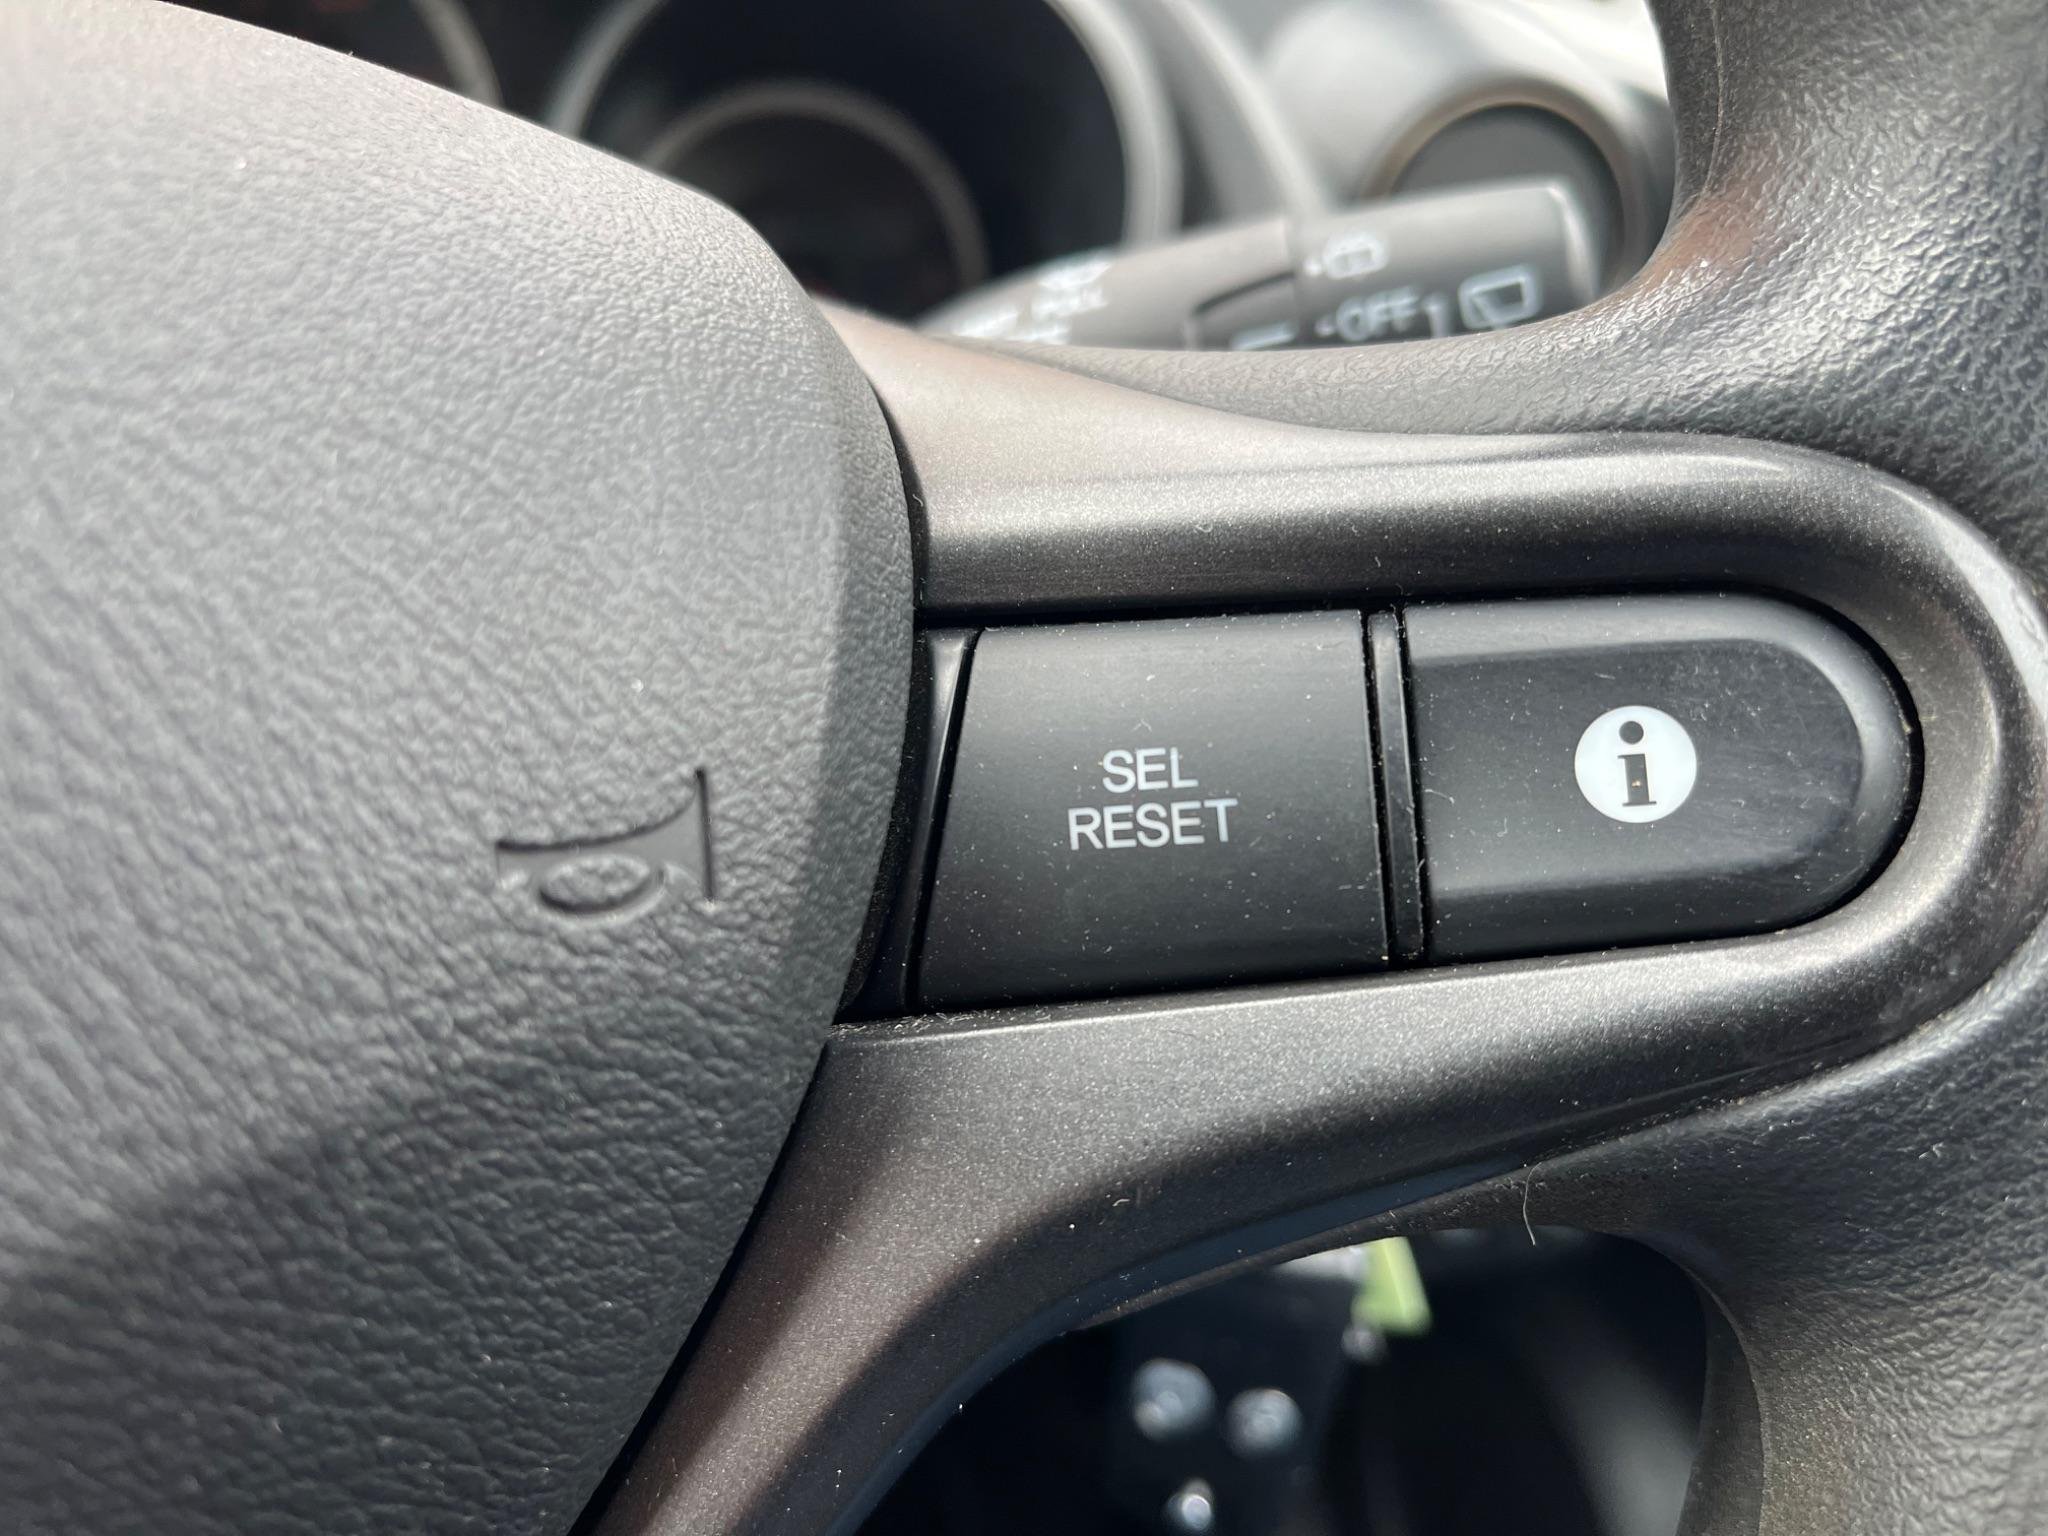 OFF
SEL
RESET
i